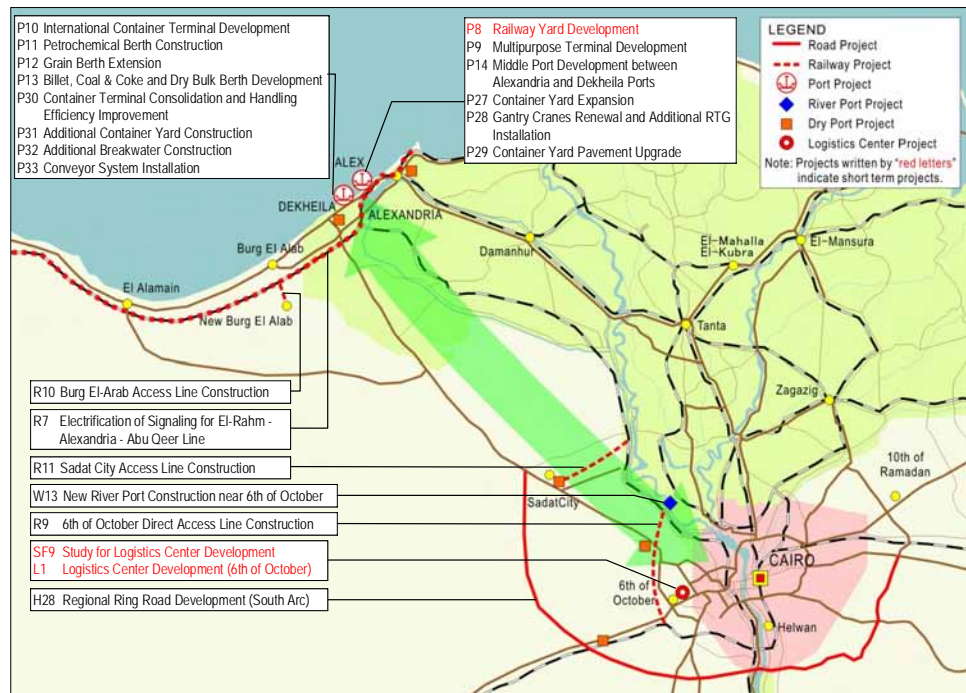 P10 International Container Terminal Development
P11 Petrochemical Berth Construction
P12 Grain Berth Extension
P13 Billet, Coal & Coke and Dry Bulk Berth Development
P30 Container Terminal Consolidation and Handling
Efficiency Improvement
P31 Additional Container Yard Construction
P32 Additional Breakwater Construction
P33 Conveyor System Installation
P8 Railway Yard Development
P9 Multipurpose Terminal Development
P14 Middle Port Development between
Alexandria and Dekheila Ports
P27 Container Yard Expansion
P28 Gantry Cranes Renewal and Additional RTG
Installation
P29 Container Yard Pavement Upgrade
LEGEND
Road Project
Railway Project
Port Project
River Port Project
Dry Port Project
Logistics Center Project
Note: Projects written by "red letters"
indicate short term projects.
ALEX
DEKHEILA
ALEXANDRIA
Burg El Alab
El Alamain
New Burg El Alab
Damanhur
El-Mahalla
El-Kubra
El-Mansura
Tanta
Zagazig
10th of
Ramadan
SadatCity
CAIRO
6th of
October
Helwan
R10 Burg El-Arab Access Line Construction
R7 Electrification of Signaling for El-Rahm -
Alexandria - Abu Qeer Line
R11 Sadat City Access Line Construction
W13 New River Port Construction near 6th of October
R9 6th of October Direct Access Line Construction
SF9 Study for Logistics Center Development
L1 Logistics Center Development (6th of October)
H28 Regional Ring Road Development (South Arc)